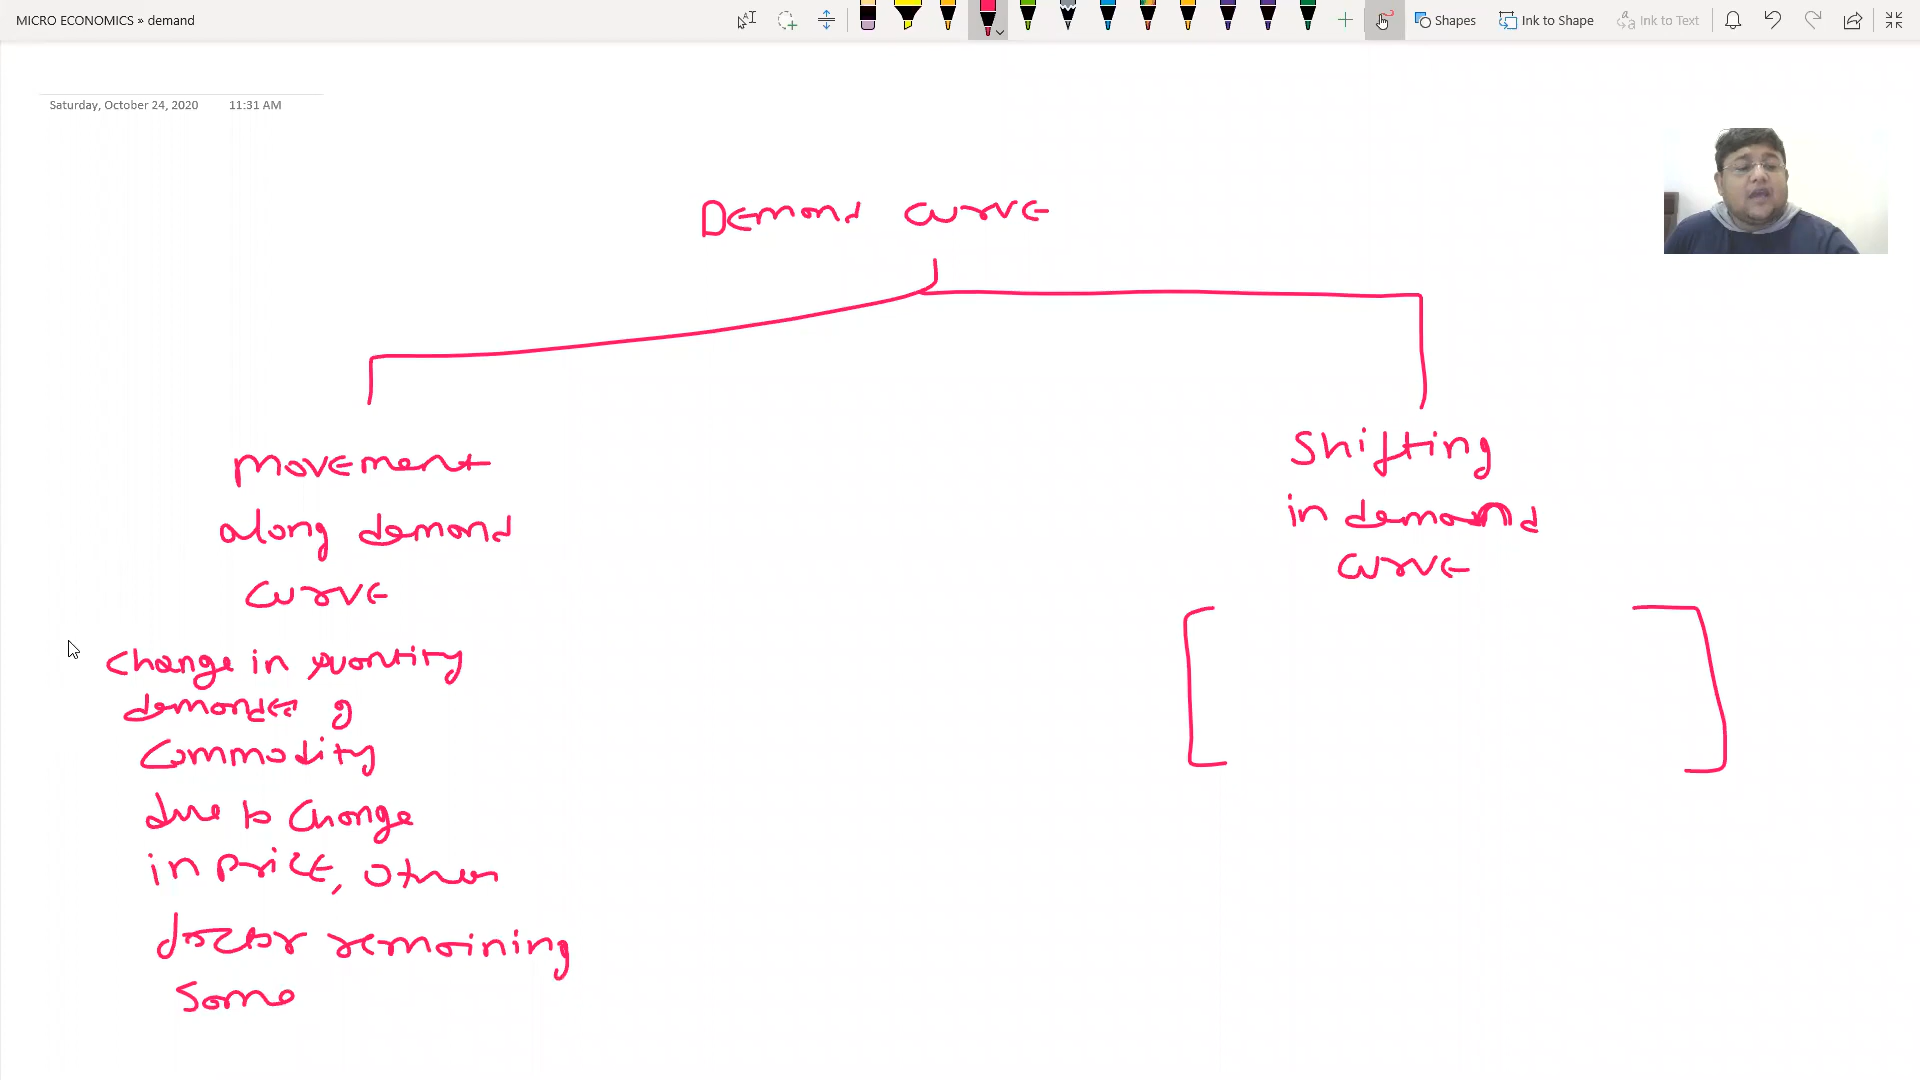 MICRO ECONOMICS » demand
Shapes
Ink to Shape
Ink to Text
Saturday, October 24, 2020 11:31 AM
Demand curve
movement
along demand
curve
Shifting
in demand
curve
Change in quantity
demanded of
Commodity
due to Change
in price, other
factor remaining
Same